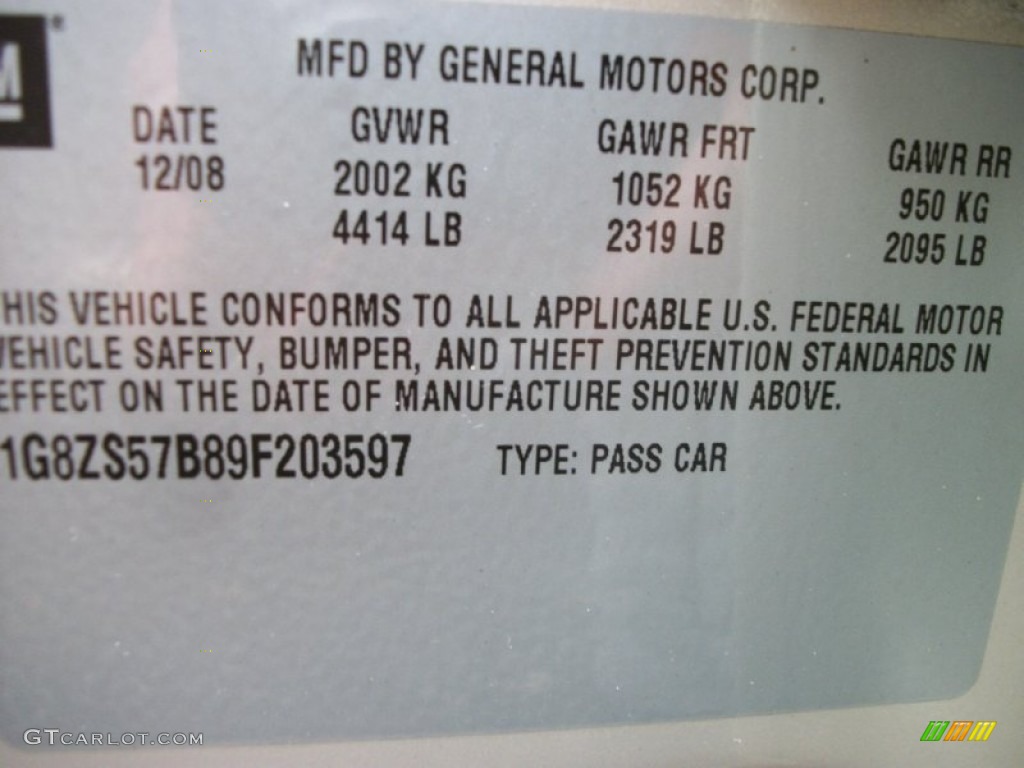 M
MFD BY GENERAL MOTORS CORP.
DATE GVWR GAWR FRT GAWR RR
12/08 2002 KG 1052 KG 950 KG
4414 LB 2319 LB 2095 LB
HIS VEHICLE CONFORMS TO ALL APPLICABLE U.S. FEDERAL MOTOR
VEHICLE SAFETY, BUMPER, AND THEFT PREVENTION STANDARDS IN
EFFECT ON THE DATE OF MANUFACTURE SHOWN ABOVE.
1G8ZS57B89F203597 TYPE: PASS CAR
GTCARLOT.COM